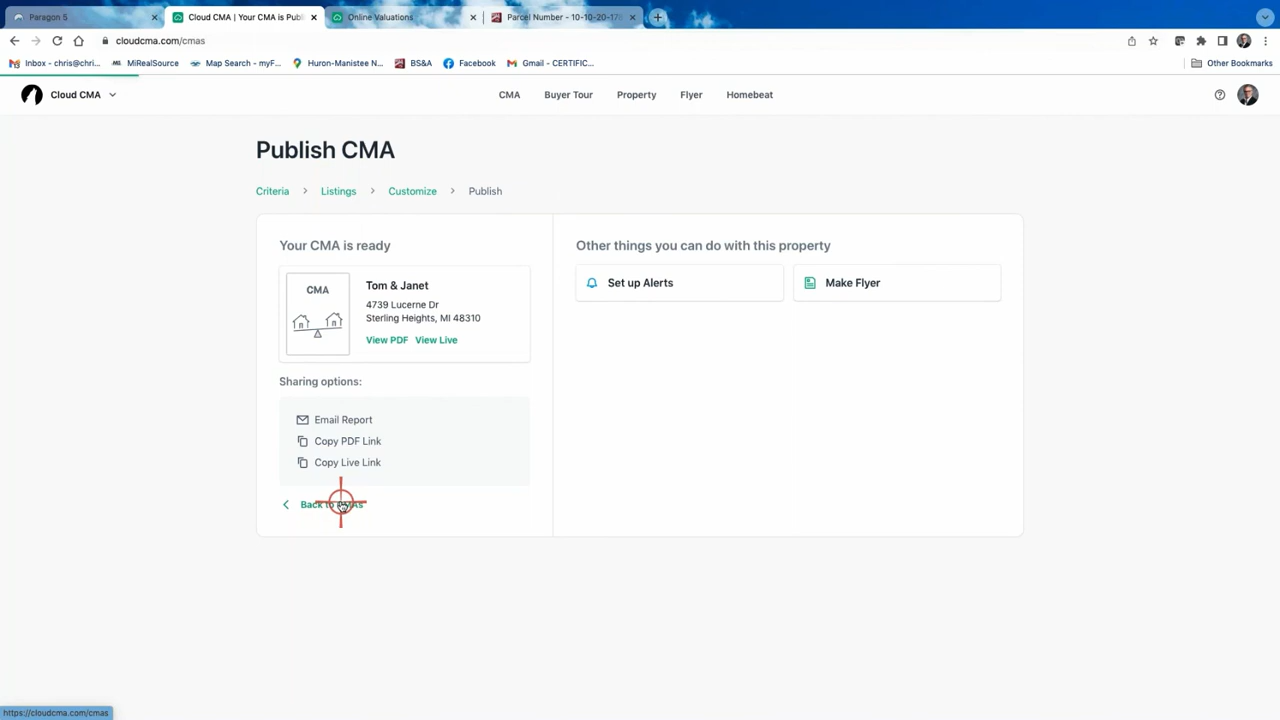 Paragon 5
Cloud CMA | Your CMA is Publ
Online Valuations
Parcel Number - 10-10-20-178
cloudcma.com/cmas
Inbox - chris@chri...
MiRealSource
Map Search - myF...
Huron-Manistee N...
BS&A
Facebook
Gmail - CERTIFIC...
Other Bookmarks
Cloud CMA
CMA
Buyer Tour
Property
Flyer
Homebeat
Publish CMA
Criteria
Listings
Customize
Publish
Your CMA is ready
CMA
Tom & Janet
4739 Lucerne Dr
Sterling Heights, MI 48310
View PDF View Live
Sharing options:
Email Report
Copy PDF Link
Copy Live Link
Back to CMAs
Other things you can do with this property
Set up Alerts
Make Flyer
https://cloudcma.com/cmas